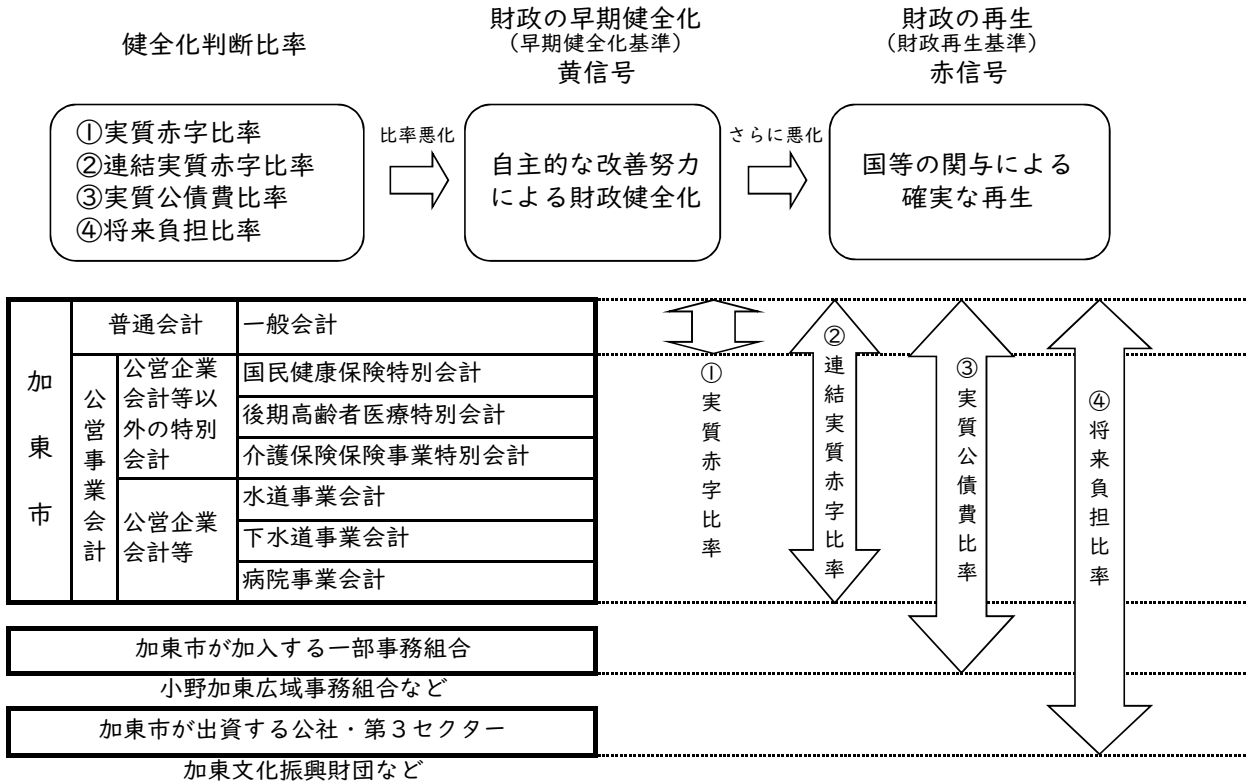 健全化判断比率
財政の早期健全化
（早期健全化基準）
黄信号
財政の再生
（財政再生基準）
赤信号
①実質赤字比率
②連結実質赤字比率
③実質公債費比率
④将来負担比率
比率悪化
自主的な改善努力
による財政健全化
さらに悪化
国等の関与による
確実な再生
加東市
普通会計
一般会計
公営事業会計
公営企業
会計等以
外の特別
会計
国民健康保険特別会計
後期高齢者医療特別会計
介護保険保険事業特別会計
公営企業
会計等
水道事業会計
下水道事業会計
病院事業会計
①実質赤字比率
②連結実質赤字比率
③実質公債費比率
④将来負担比率
加東市が加入する一部事務組合
小野加東広域事務組合など
加東市が出資する公社・第３セクター
加東文化振興財団など